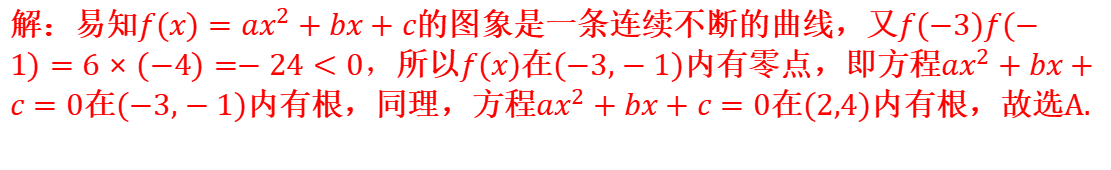 解：易知f(x) = ax² + bx + c的图象是一条连续不断的曲线，又f(−3)f(−
1) = 6 × (−4) =− 24 < 0，所以f(x)在(−3, − 1)内有零点，即方程ax² + bx +
c = 0在(−3, − 1)内有根，同理，方程ax² + bx + c = 0在(2,4)内有根，故选A.